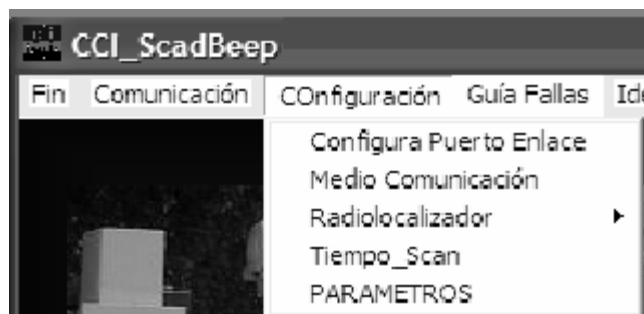 CCI_ScadBeep
Fin Comunicación COnfiguración Guía Fallas
Configura Puerto Enlace
Medio Comunicación
Radiolocalizador
Tiempo_Scan
PARAMETROS